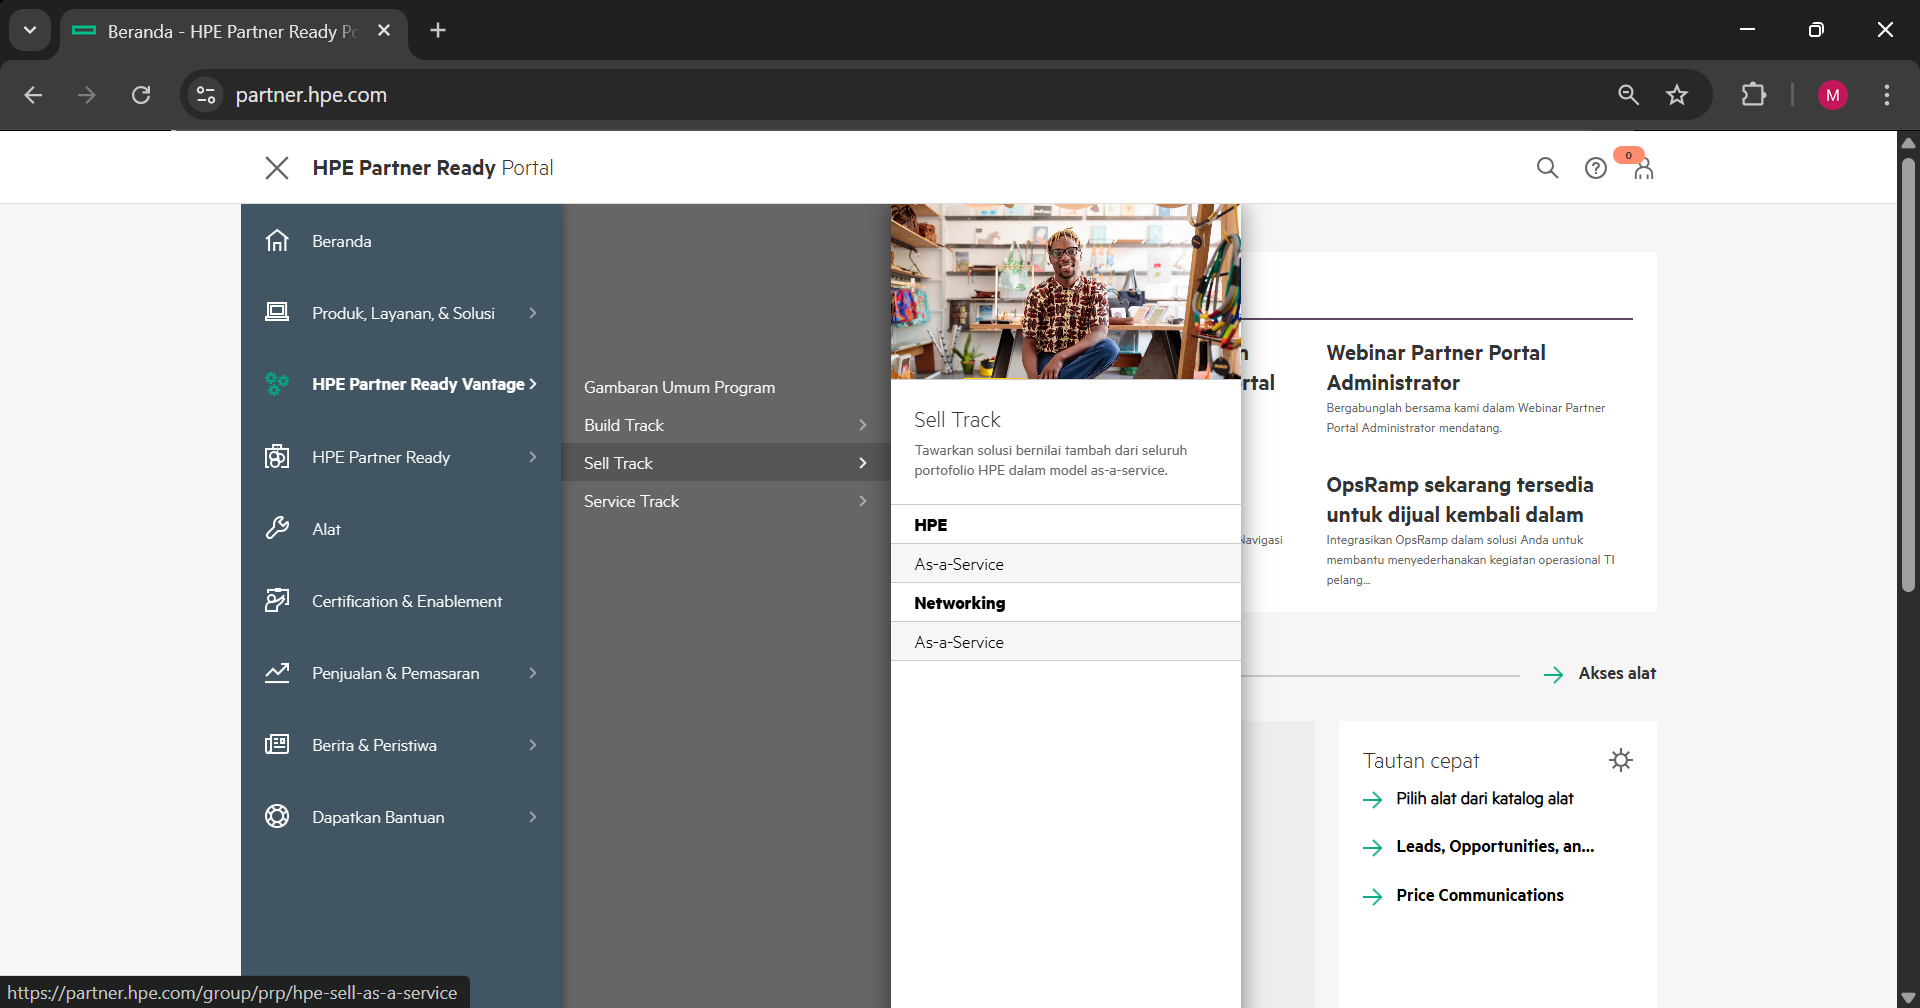 Beranda - HPE Partner Ready Po
partner.hpe.com
M
HPE Partner Ready Portal
0
Beranda
Produk, Layanan, & Solusi
HPE Partner Ready Vantage
HPE Partner Ready
Alat
Certification & Enablement
Penjualan & Pemasaran
Berita & Peristiwa
Dapatkan Bantuan
Gambaran Umum Program
Build Track
Sell Track
Service Track
Sell Track
Tawarkan solusi bernilai tambah dari seluruh
portofolio HPE dalam model as-a-service.
HPE
As-a-Service
Networking
As-a-Service
rtal
Navigasi
Webinar Partner Portal
Administrator
Bergabunglah bersama kami dalam Webinar Partner
Portal Administrator mendatang.
OpsRamp sekarang tersedia
untuk dijual kembali dalam
Integrasikan OpsRamp dalam solusi Anda untuk
membantu menyederhanakan kegiatan operasional TI
pelang...
Akses alat
Tautan cepat
Pilih alat dari katalog alat
Leads, Opportunities, an...
Price Communications
https://partner.hpe.com/group/prp/hpe-sell-as-a-service